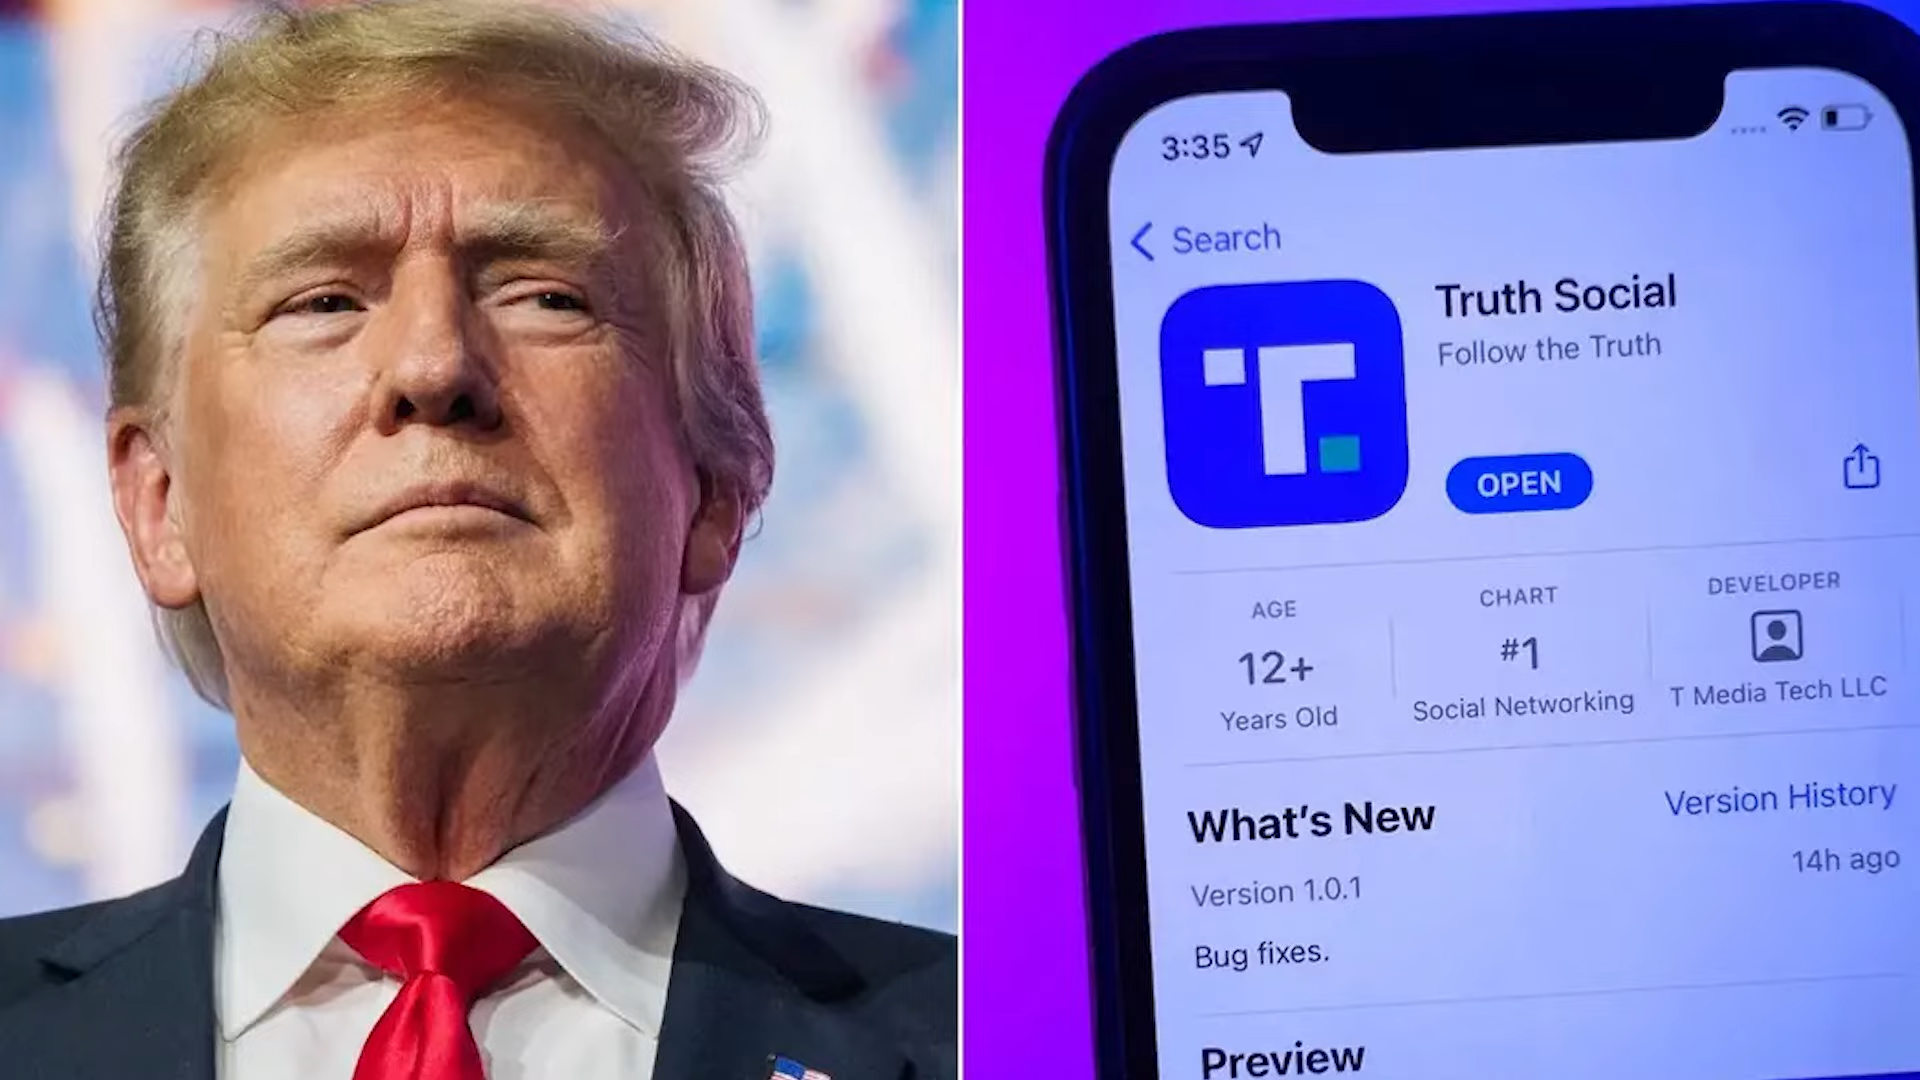 3:35
Search
Truth Social
Follow the Truth
OPEN
AGE
12+
Years Old
CHART
#1
Social Networking
DEVELOPER
T Media Tech LLC
What's New
Version History
Version 1.0.1
14h ago
Bug fixes.
Preview